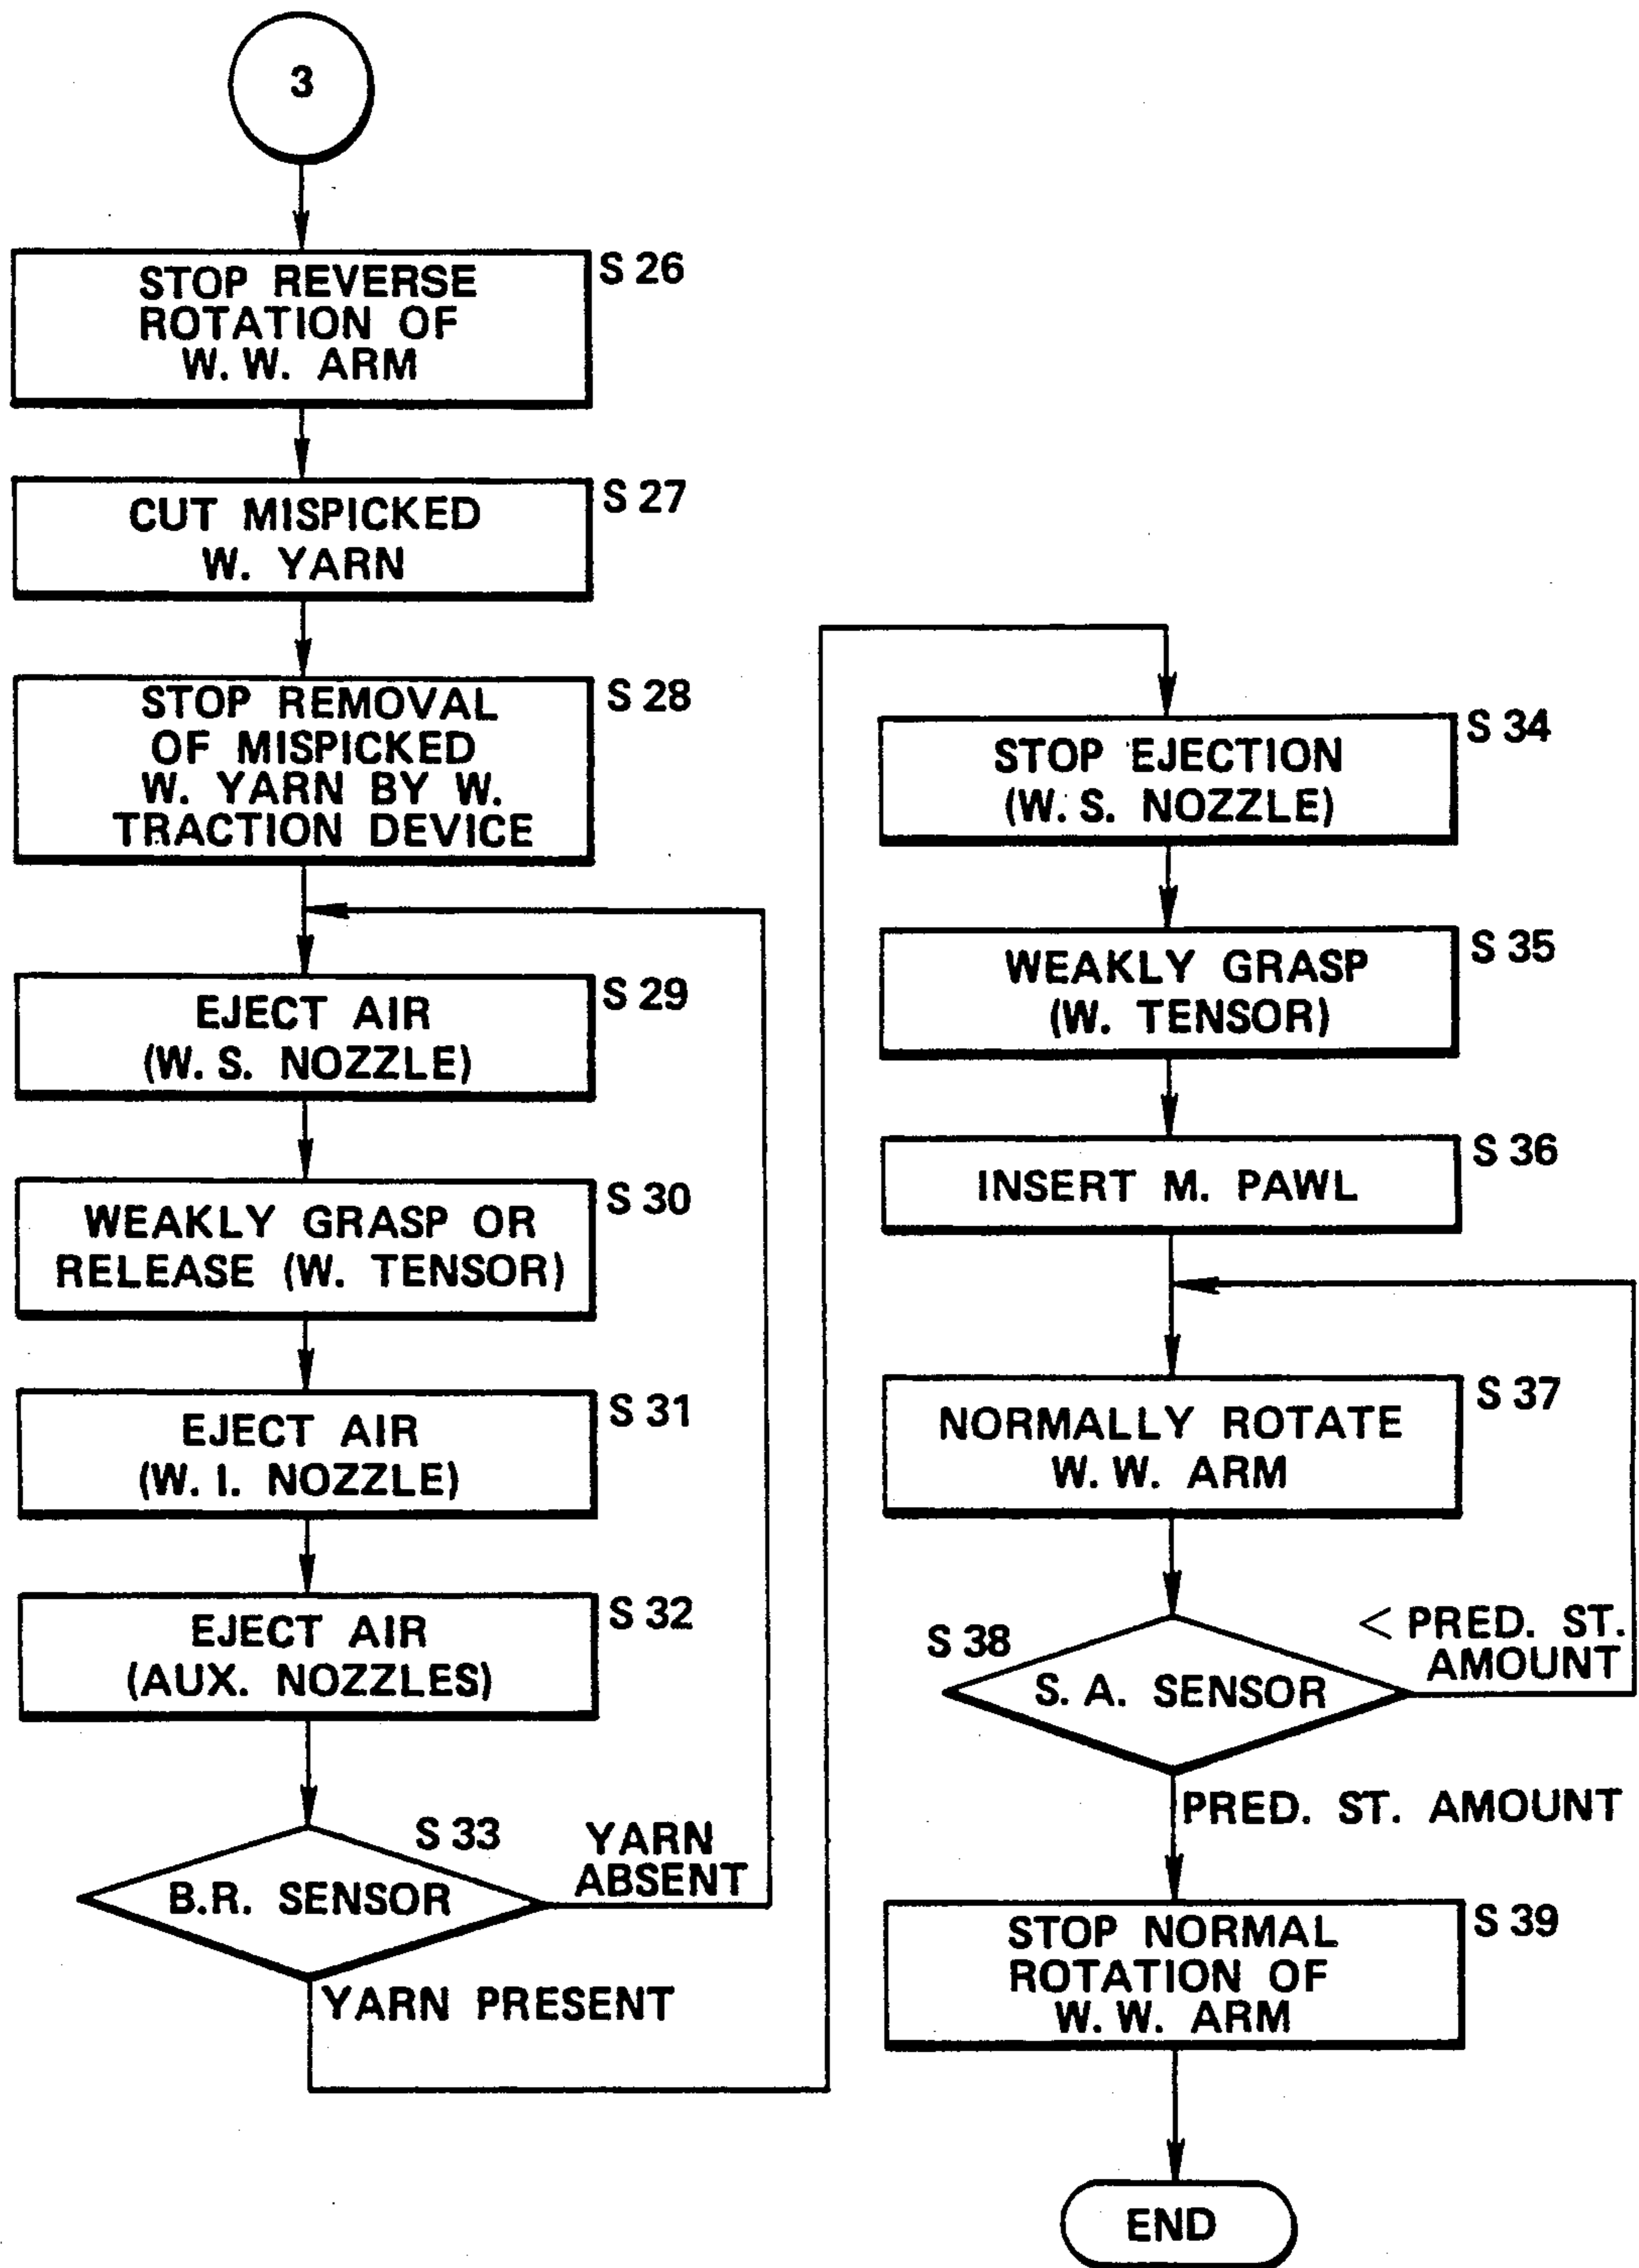 3
STOP REVERSE
ROTATION OF
W. W. ARM
S 26
CUT MISPICKED
W. YARN
S 27
STOP REMOVAL
OF MISPICKED
W. YARN BY W.
TRACTION DEVICE
S 28
EJECT AIR
(W. S. NOZZLE)
S 29
WEAKLY GRASP OR
RELEASE (W. TENSOR)
S 30
EJECT AIR
(W. I. NOZZLE)
S 31
EJECT AIR
(AUX. NOZZLES)
S 32
S 33
B.R. SENSOR
YARN
ABSENT
YARN PRESENT
STOP EJECTION
(W. S. NOZZLE)
S 34
WEAKLY GRASP
(W. TENSOR)
S 35
INSERT M. PAWL
S 36
NORMALLY ROTATE
W. W. ARM
S 37
S 38
S. A. SENSOR
< PRED. ST.
AMOUNT
PRED. ST. AMOUNT
STOP NORMAL
ROTATION OF
W. W. ARM
S 39
END